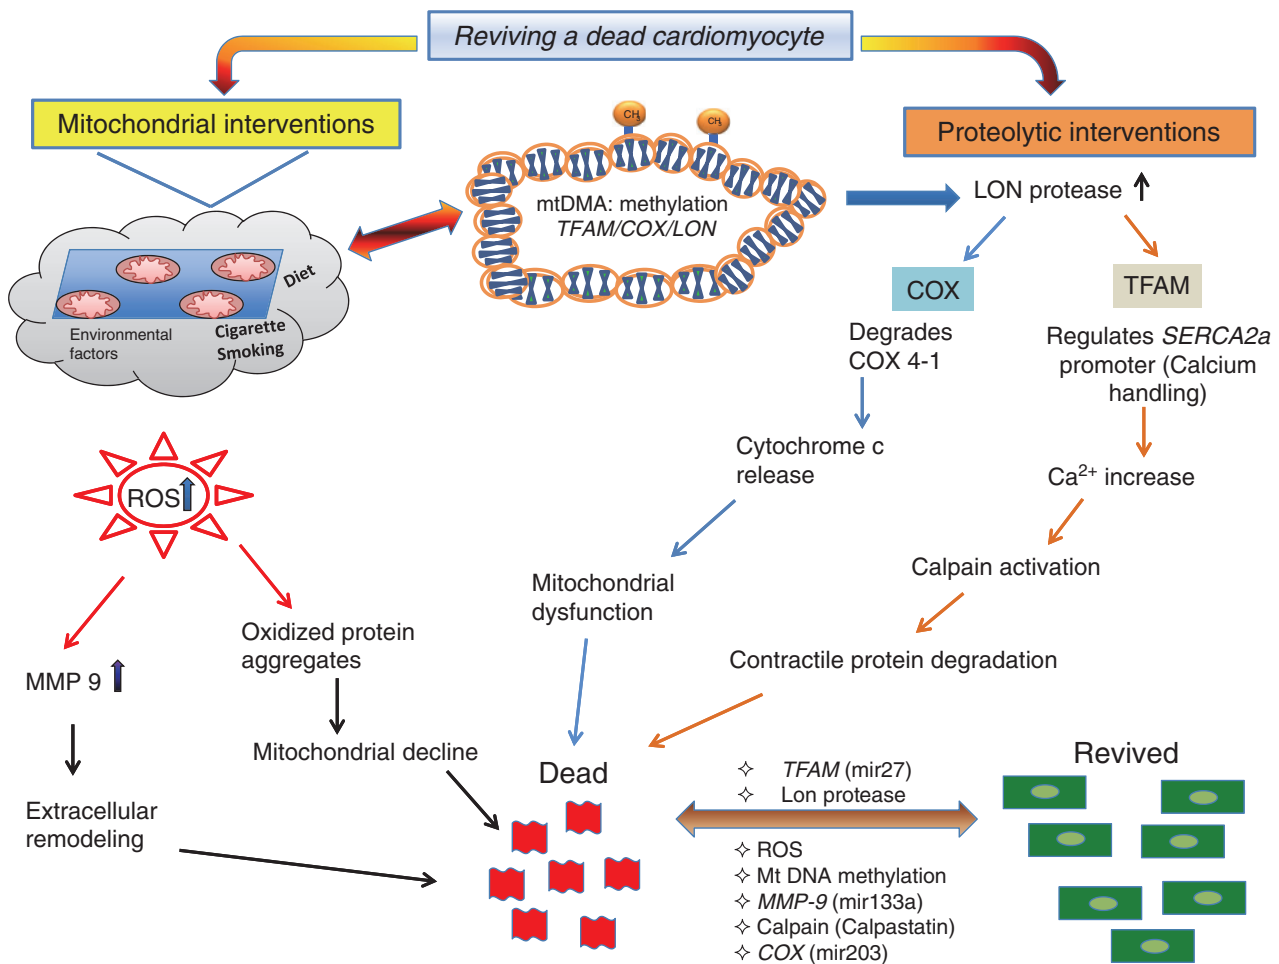 Reviving a dead cardiomyocyte
Mitochondrial interventions
Proteolytic interventions
CH3
CH3
mtDMA: methylation
TFAM/COX/LON
LON protease
Diet
Environmental
factors
Cigarette
Smoking
COX
TFAM
Degrades
COX 4-1
Regulates SERCA2a
promoter (Calcium
handling)
Cytochrome c
release
Ca2+ increase
ROS
Mitochondrial
dysfunction
Calpain activation
Oxidized protein
aggregates
MMP 9
Contractile protein degradation
Mitochondrial decline
Extracellular
remodeling
Dead
Revived
✧ TFAM (mir27)
✧ Lon protease
✧ ROS
✧ Mt DNA methylation
✧ MMP-9 (mir133a)
✧ Calpain (Calpastatin)
✧ COX (mir203)